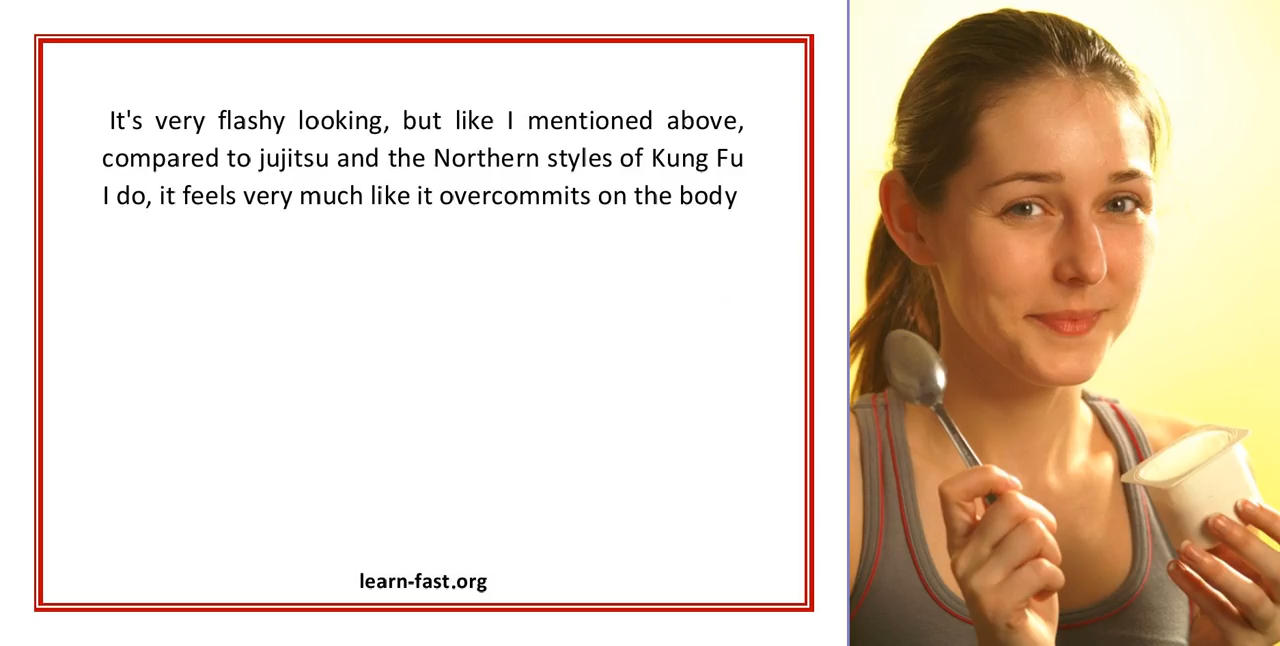 It's very flashy looking, but like I mentioned above,
compared to jujitsu and the Northern styles of Kung Fu
I do, it feels very much like it overcommits on the body
learn-fast.org